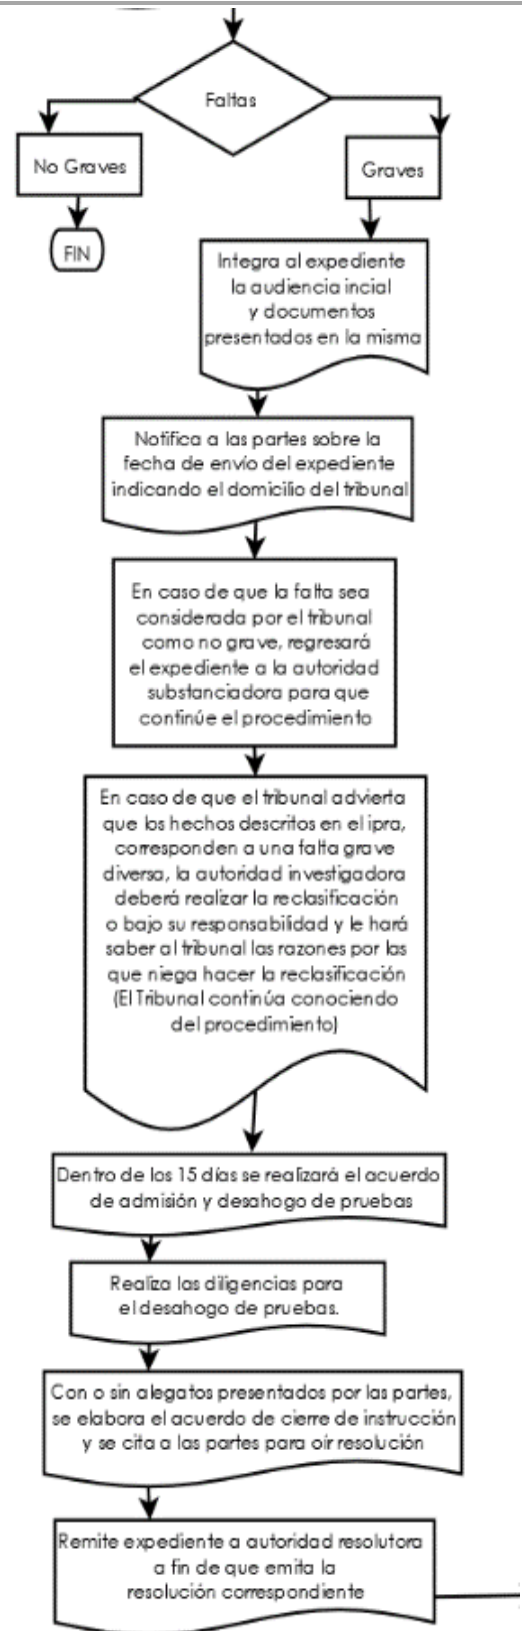 Faltas
No Graves
Graves
FIN
Integra al expediente
la audiencia incial
y documentos
presentados en la misma
Notifica a las partes sobre la
fecha de envío del expediente
indicando el domicilio del tribunal
En caso de que la falta sea
considerada por el tribunal
como no grave, regresará
el expediente a la autoridad
substanciadora para que
continúe el procedimiento
En caso de que el tribunal advierta
que los hechos descritos en el ipra,
corresponden a una falta grave
diversa, la autoridad investigadora
deberá realizar la reclasificación
o bajo su responsabilidad y le hará
saber al tribunal las razones por las
que niega hacer la reclasificación
(El Tribunal continúa conociendo
del procedimiento)
Dentro de los 15 días se realizará el acuerdo
de admisión y desahogo de pruebas
Realiza las diligencias para
el desahogo de pruebas.
Con o sin alegatos presentados por las partes,
se elabora el acuerdo de cierre de instrucción
y se cita a las partes para oír resolución
Remite expediente a autoridad resolutora
a fin de que emita la
resolución correspondiente